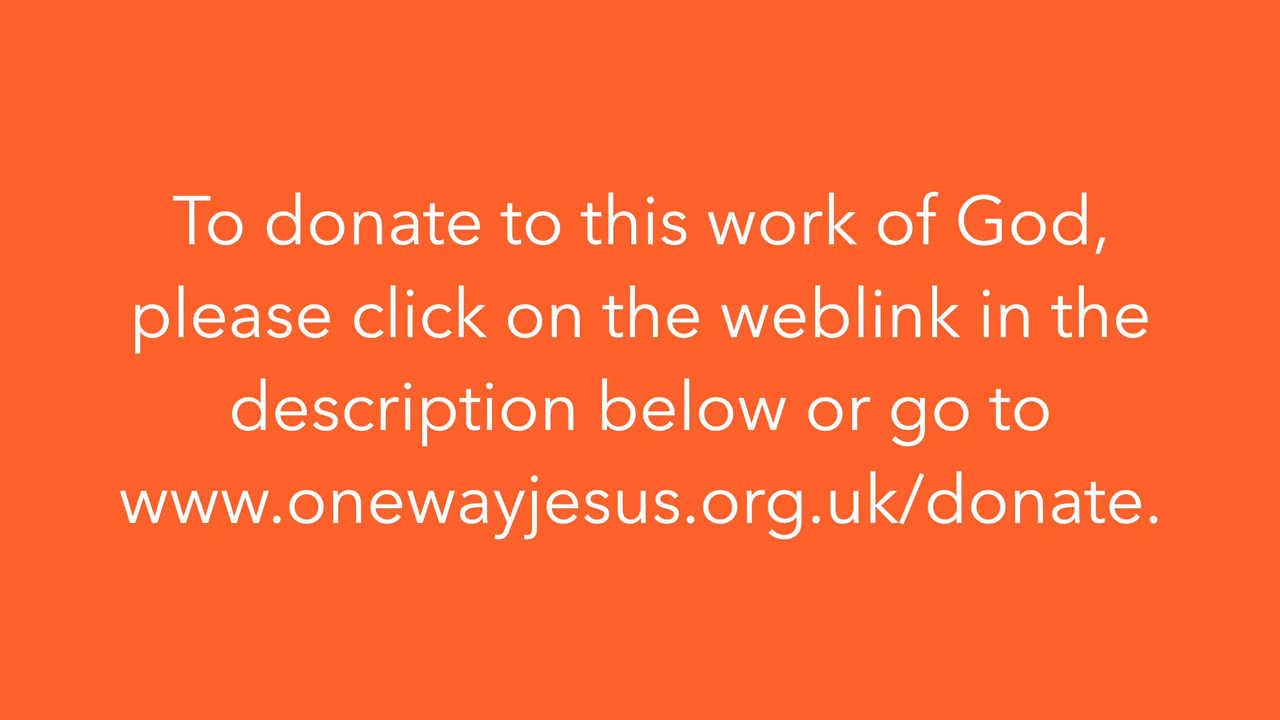 To donate to this work of God,
please click on the weblink in the
description below or go to
www.onewayjesus.org.uk/donate.